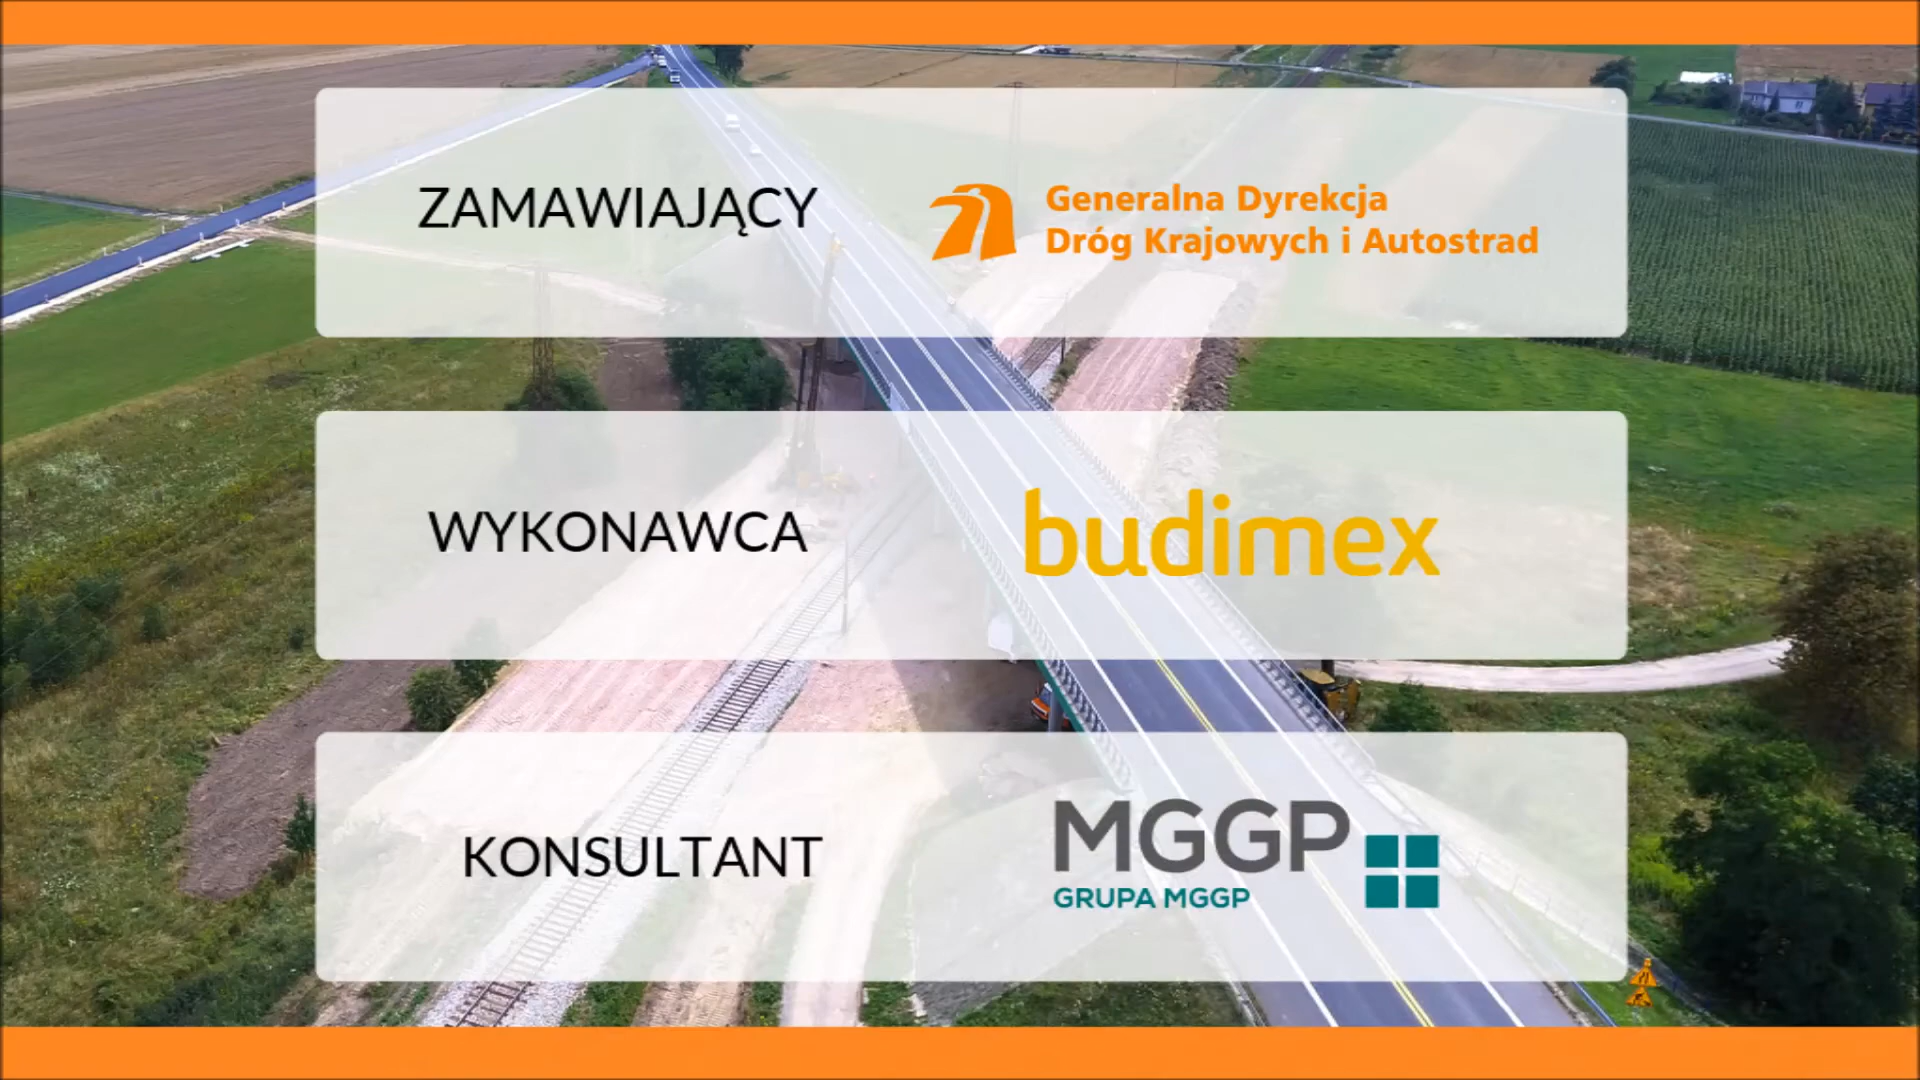 ZAMAWIAJĄCY
Generalna Dyrekcja
Dróg Krajowych i Autostrad
WYKONAWCA
budimex
KONSULTANT
MGGP
GRUPA MGGP